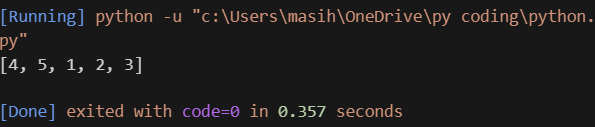 [Running] python -u "c:\Users\masih\OneDrive\py coding\python.
py"
[4, 5, 1, 2, 3]
[Done] exited with code=0 in 0.357 seconds